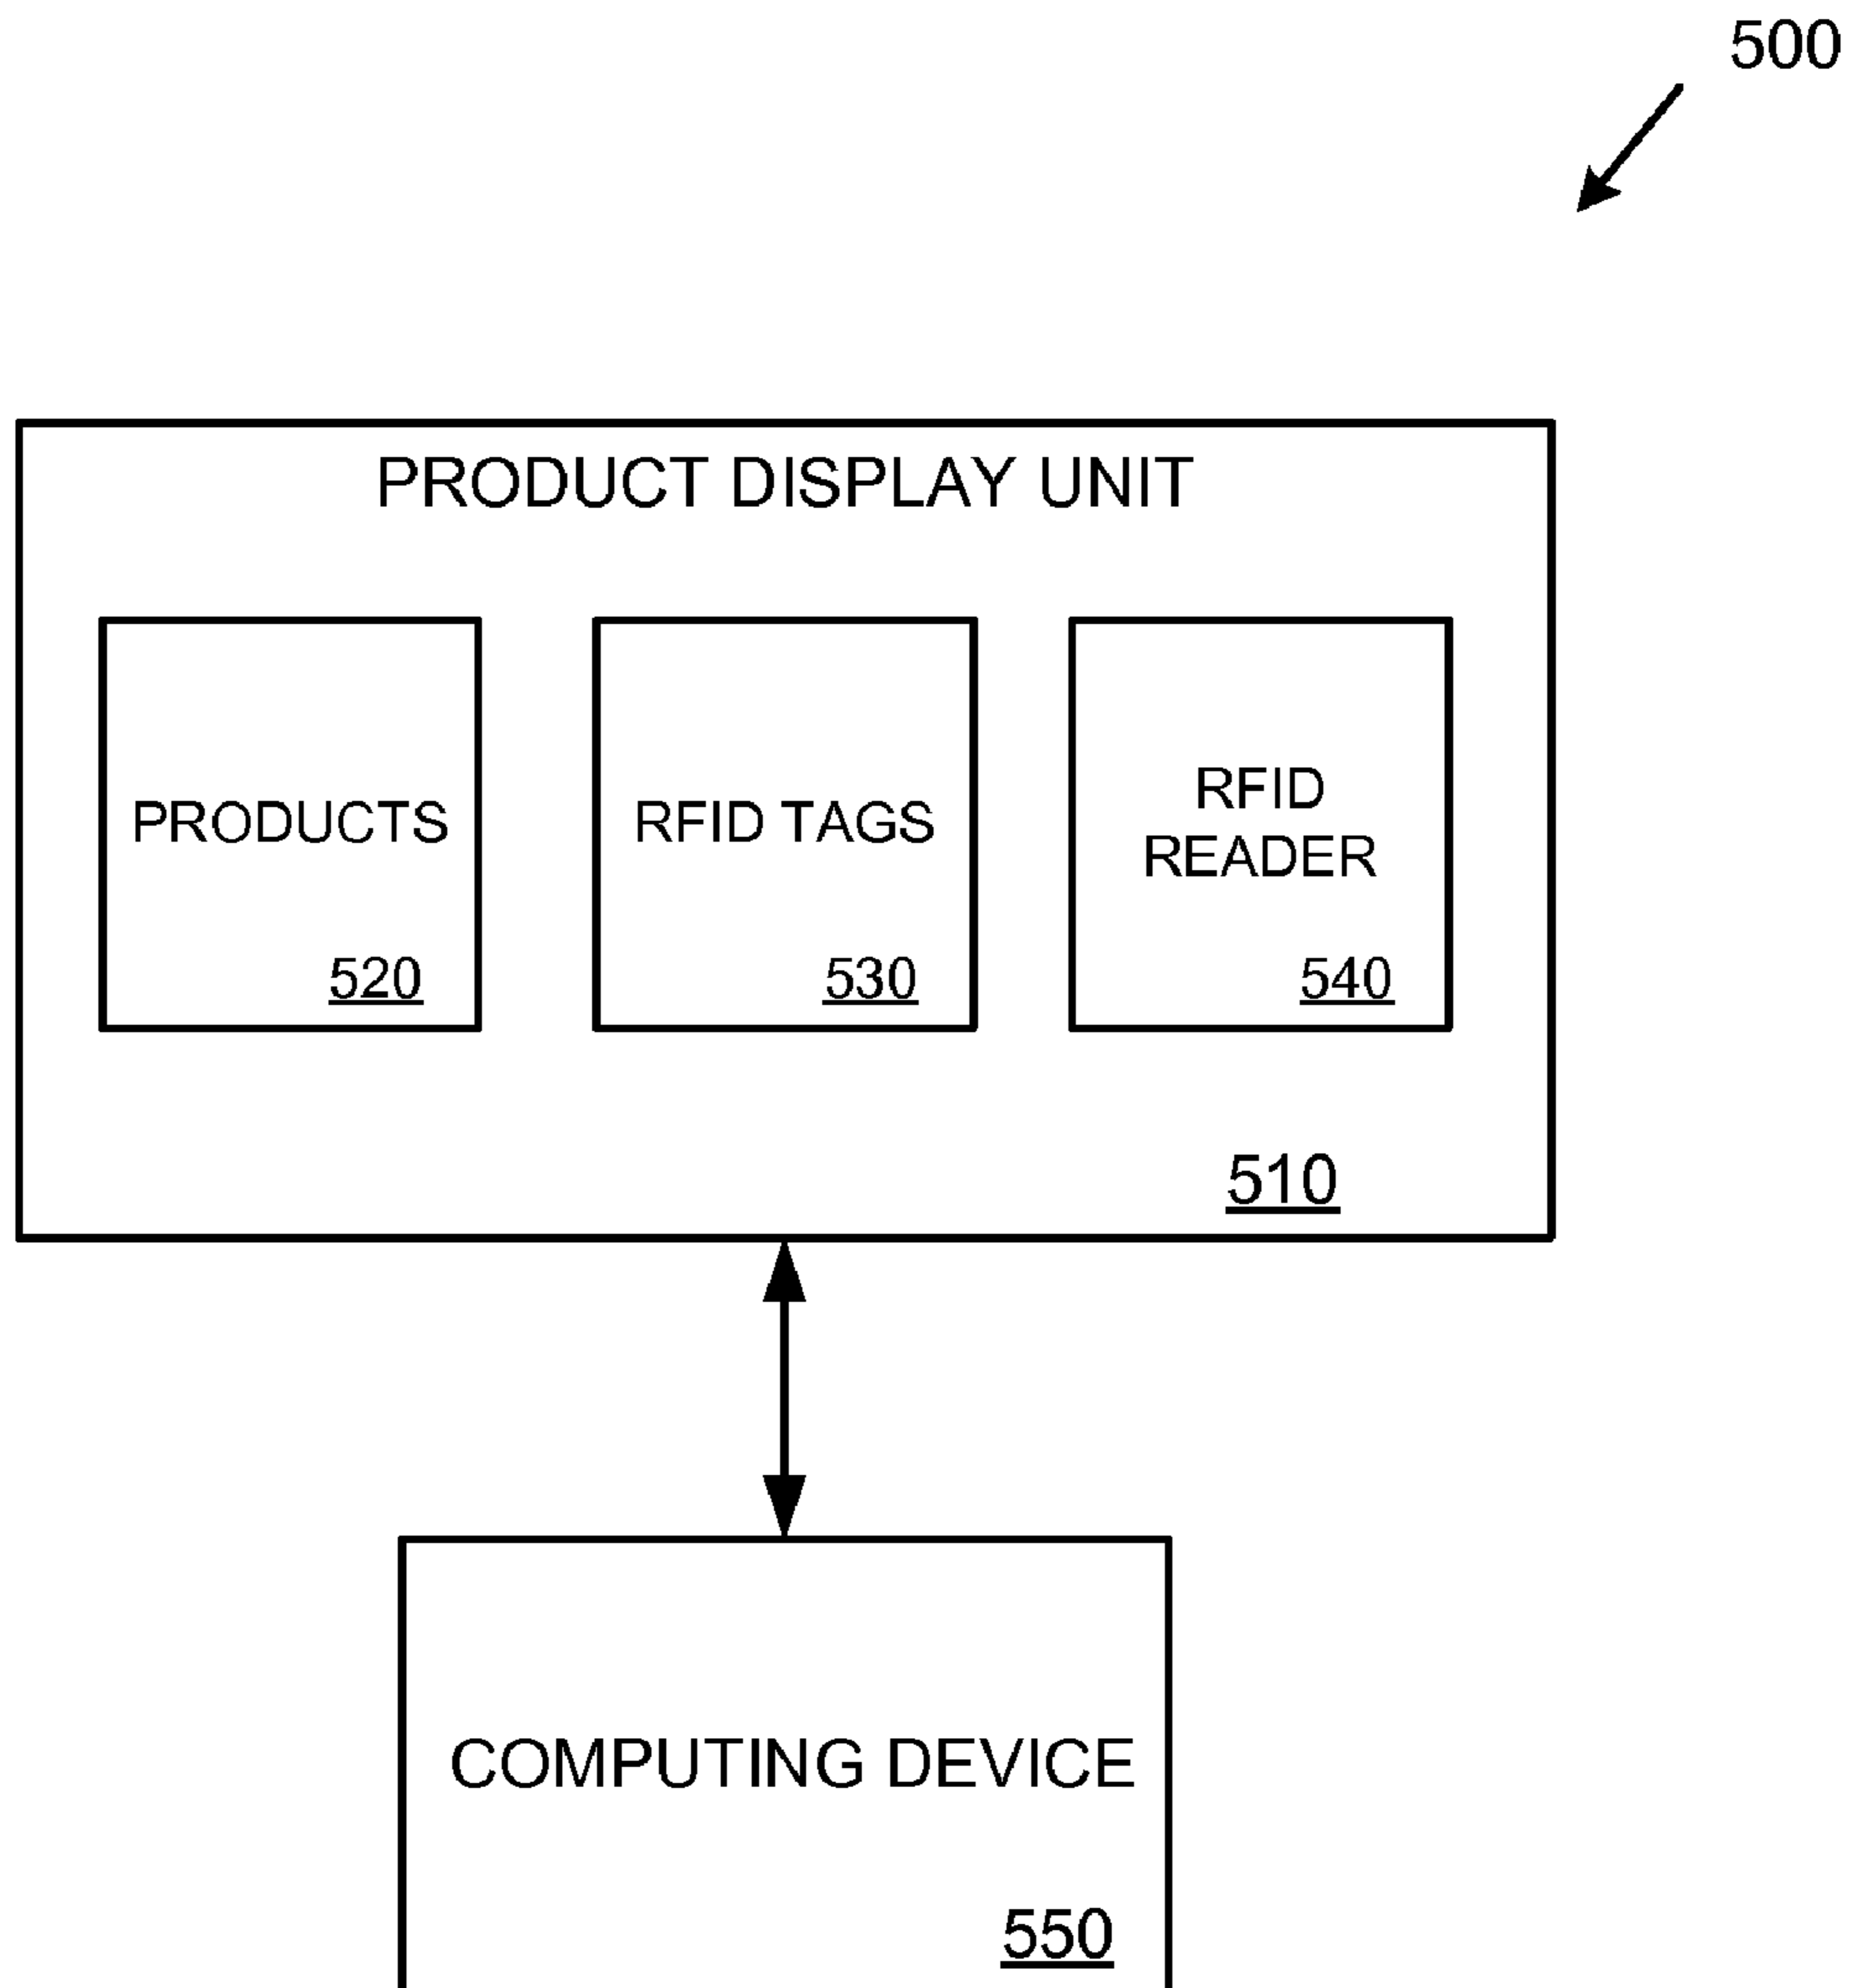 500
PRODUCT DISPLAY UNIT
PRODUCTS
520
RFID TAGS
530
RFID
READER
540
510
COMPUTING DEVICE
550